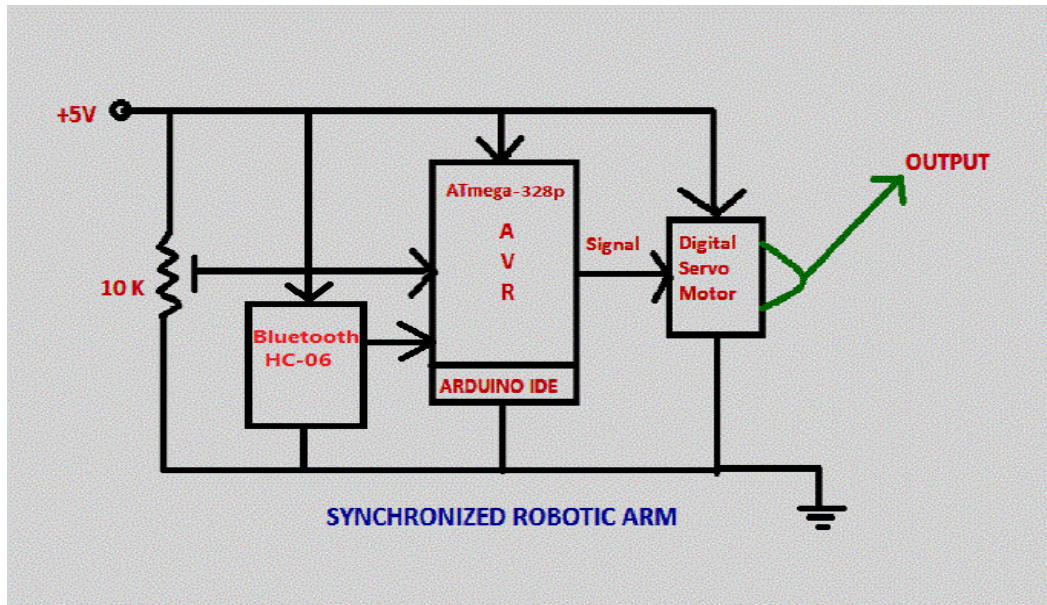 +5V
OUTPUT
ATmega-328p
A
V
R
Signal
Digital
Servo
Motor
10 K
Bluetooth
HC-06
ARDUINO IDE
SYNCHRONIZED ROBOTIC ARM